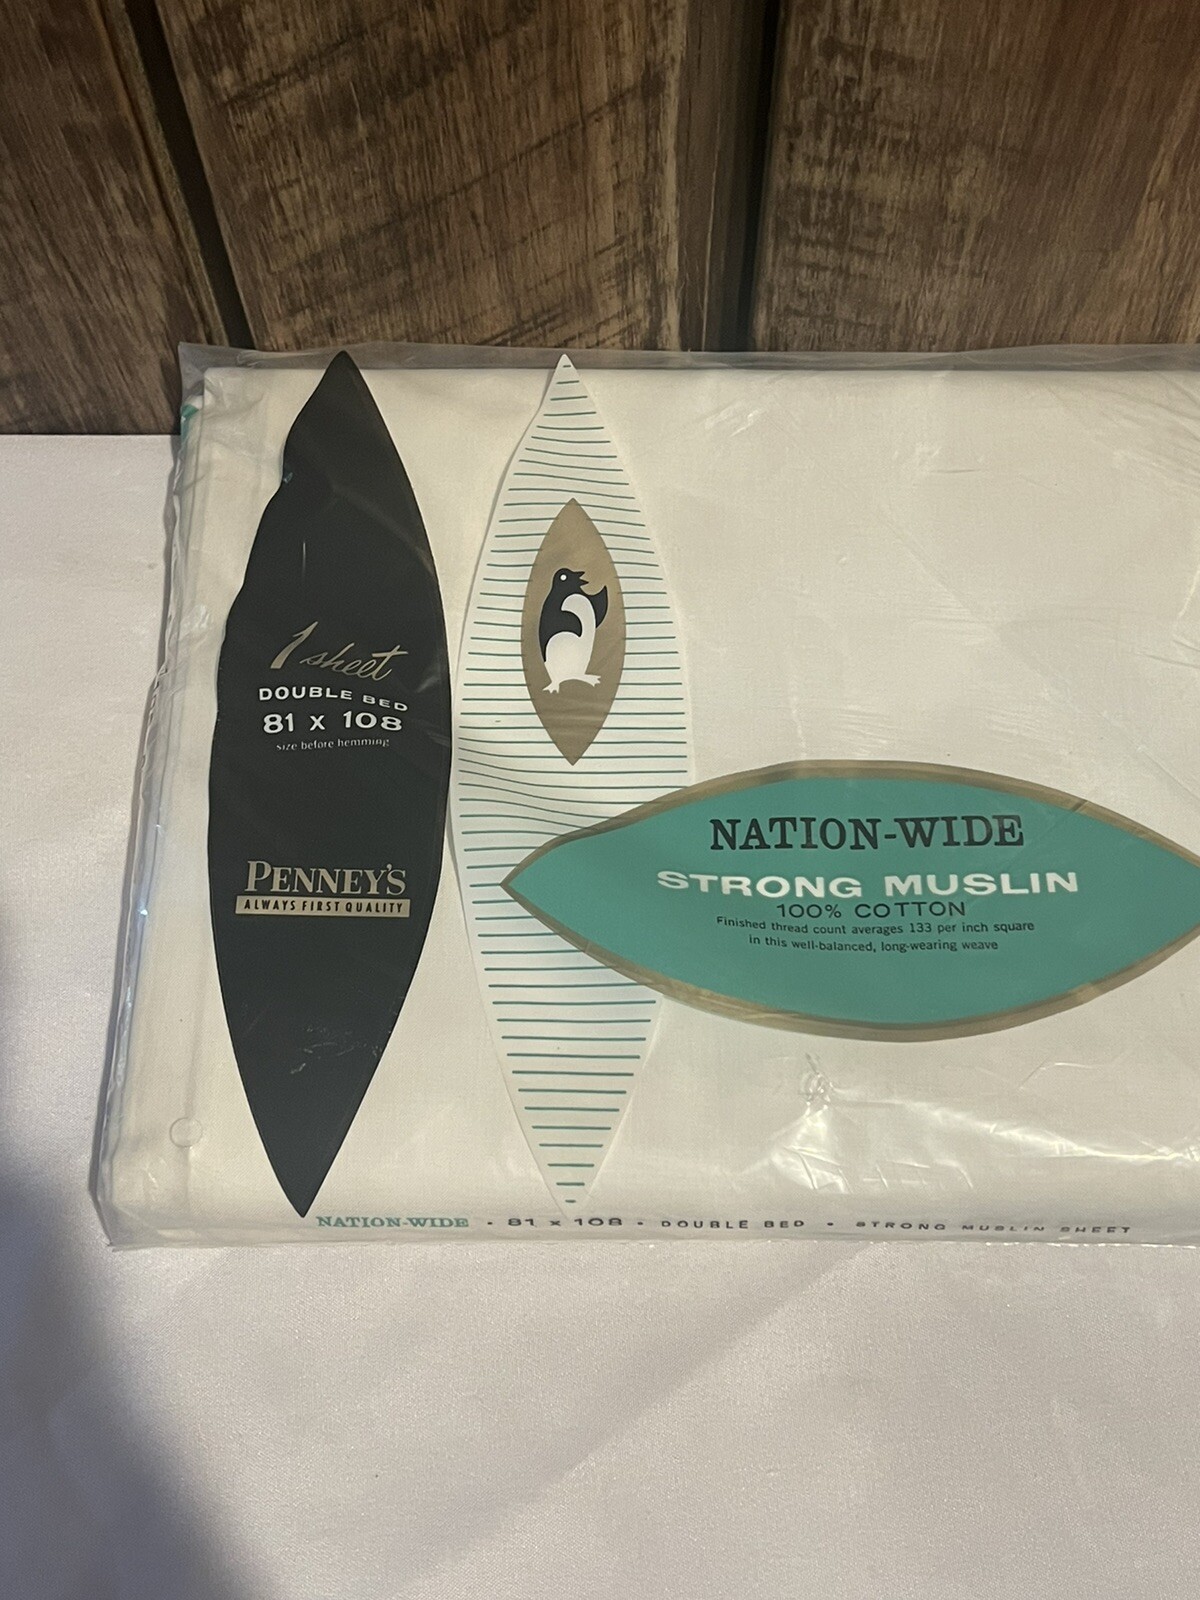 1 sheet
DOUBLE BED
81 x 108
size before hemming
PENNEY'S
ALWAYS FIRST QUALITY
NATION-WIDE
STRONG MUSLIN
100% COTTON
Finished thread count averages 133 per inch square
in this well-balanced, long-wearing weave
NATION-WIDE • 81 x 108 • DOUBLE BED • STRONG MUSLIN SHEET